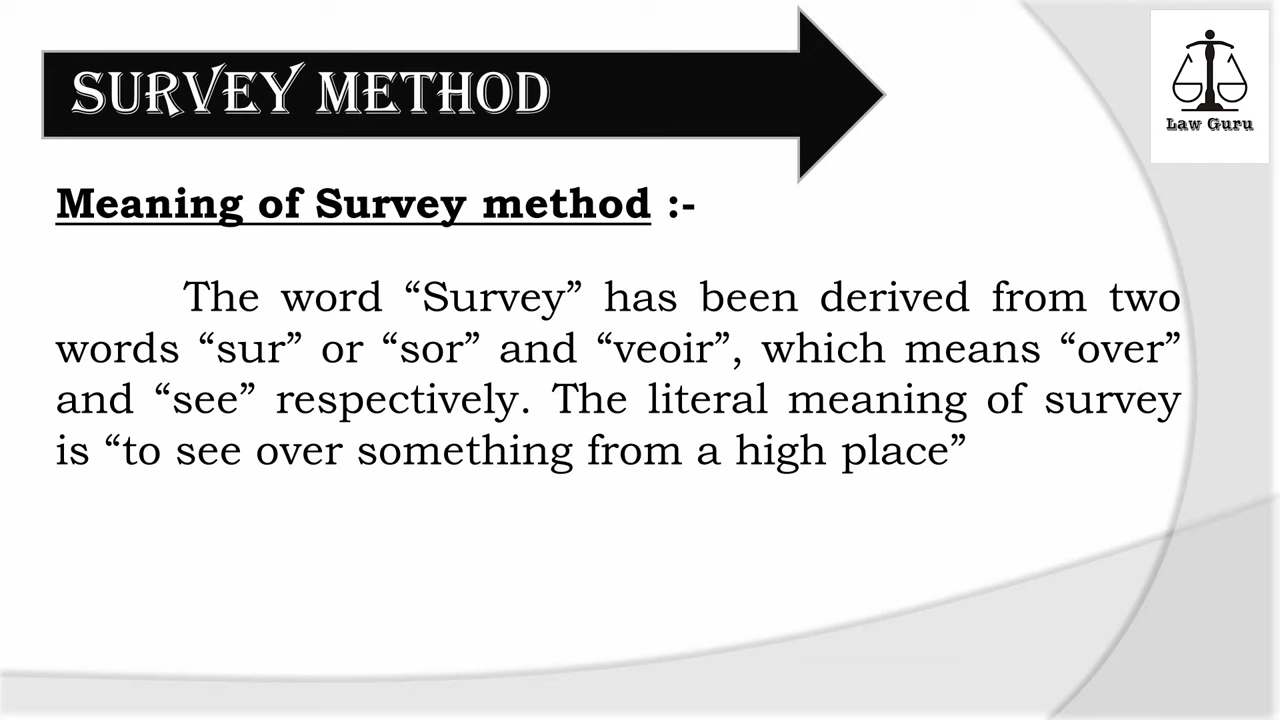 SURVEY METHOD
Law Guru
Meaning of Survey method :-
The word “Survey” has been derived from two
words “sur” or “sor” and “veoir”, which means “over”
and “see” respectively. The literal meaning of survey
is “to see over something from a high place”